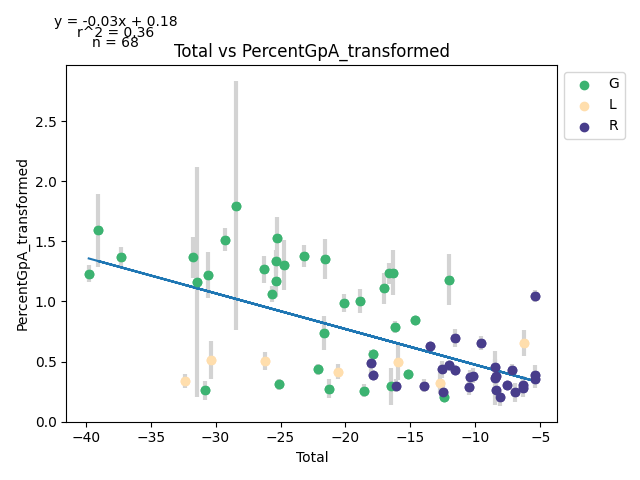 y = -0.03x + 0.18
r^2 = 0.36
n = 68
Total vs PercentGpA_transformed
G
L
R
PercentGpA_transformed
2.5
2.0
1.5
1.0
0.5
0.0
−40 −35 −30 −25 −20 −15 −10 −5
Total